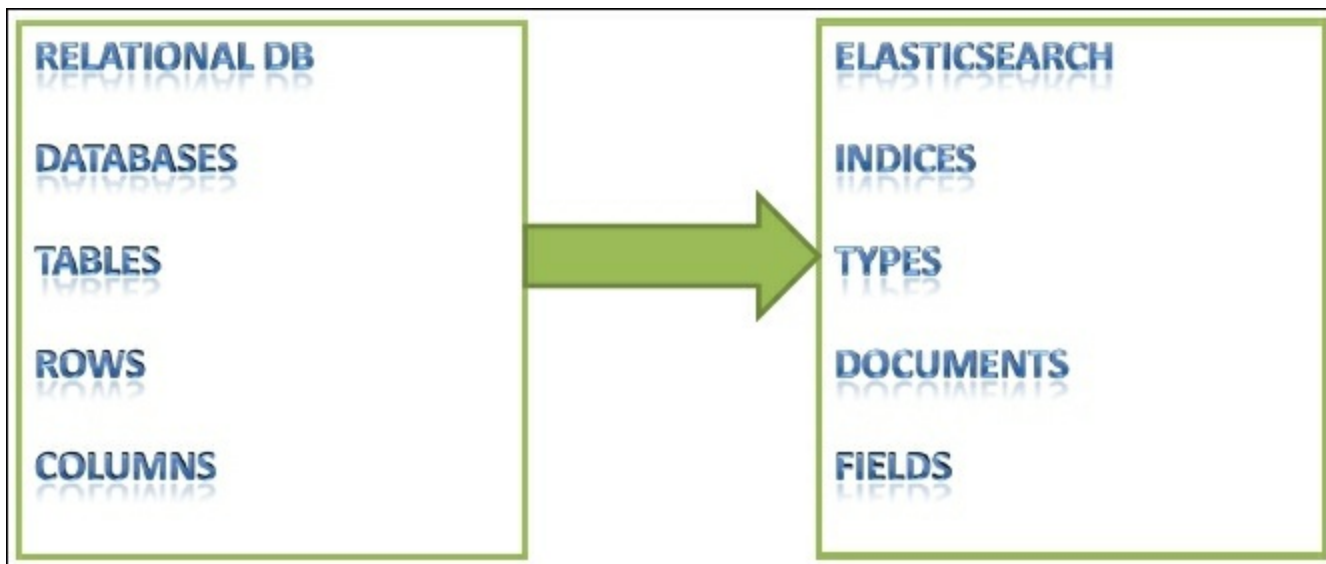 RELATIONAL DB
DATABASES
TABLES
ROWS
COLUMNS
ELASTICSEARCH
INDICES
TYPES
DOCUMENTS
FIELDS